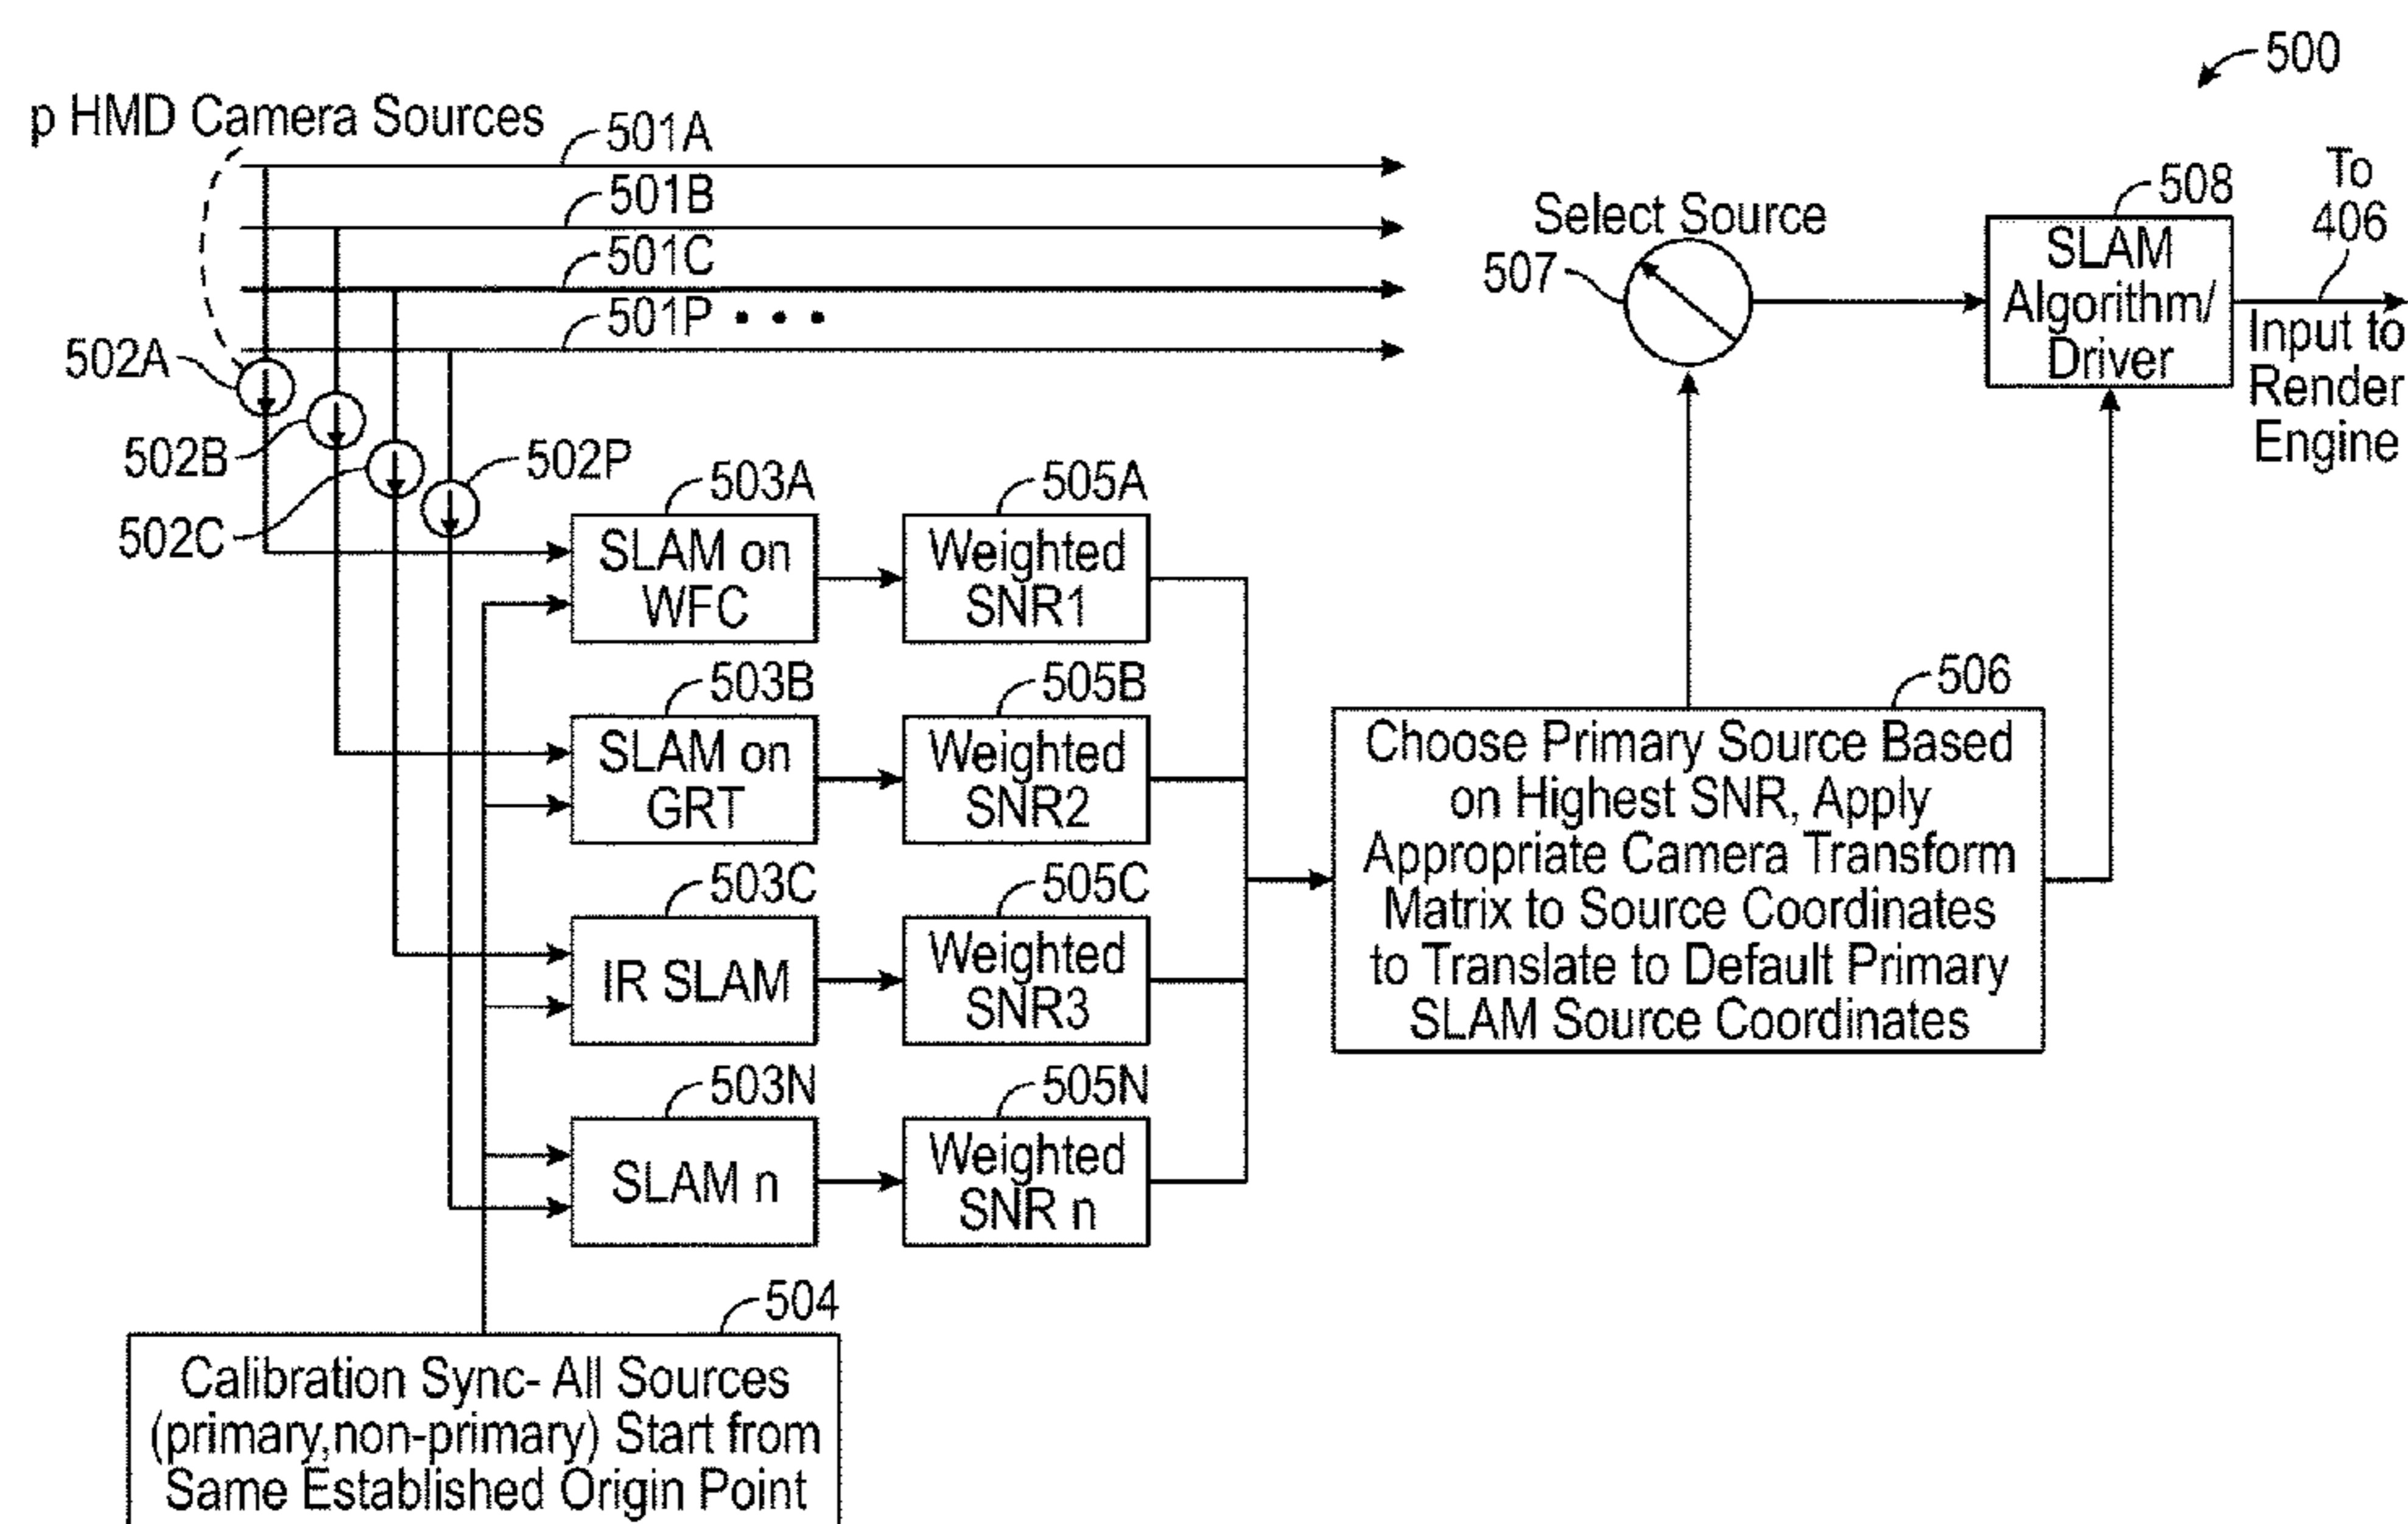 500
p HMD Camera Sources
501A
501B
501C
501P • • •
502A
502B
502C
502P
Select Source
507
508
SLAM
Algorithm/
Driver
To
406
Input to
Render
Engine
503A
SLAM on
WFC
505A
Weighted
SNR1
503B
SLAM on
GRT
505B
Weighted
SNR2
503C
IR SLAM
505C
Weighted
SNR3
503N
SLAM n
505N
Weighted
SNR n
506
Choose Primary Source Based
on Highest SNR, Apply
Appropriate Camera Transform
Matrix to Source Coordinates
to Translate to Default Primary
SLAM Source Coordinates
504
Calibration Sync- All Sources
(primary,non-primary) Start from
Same Established Origin Point